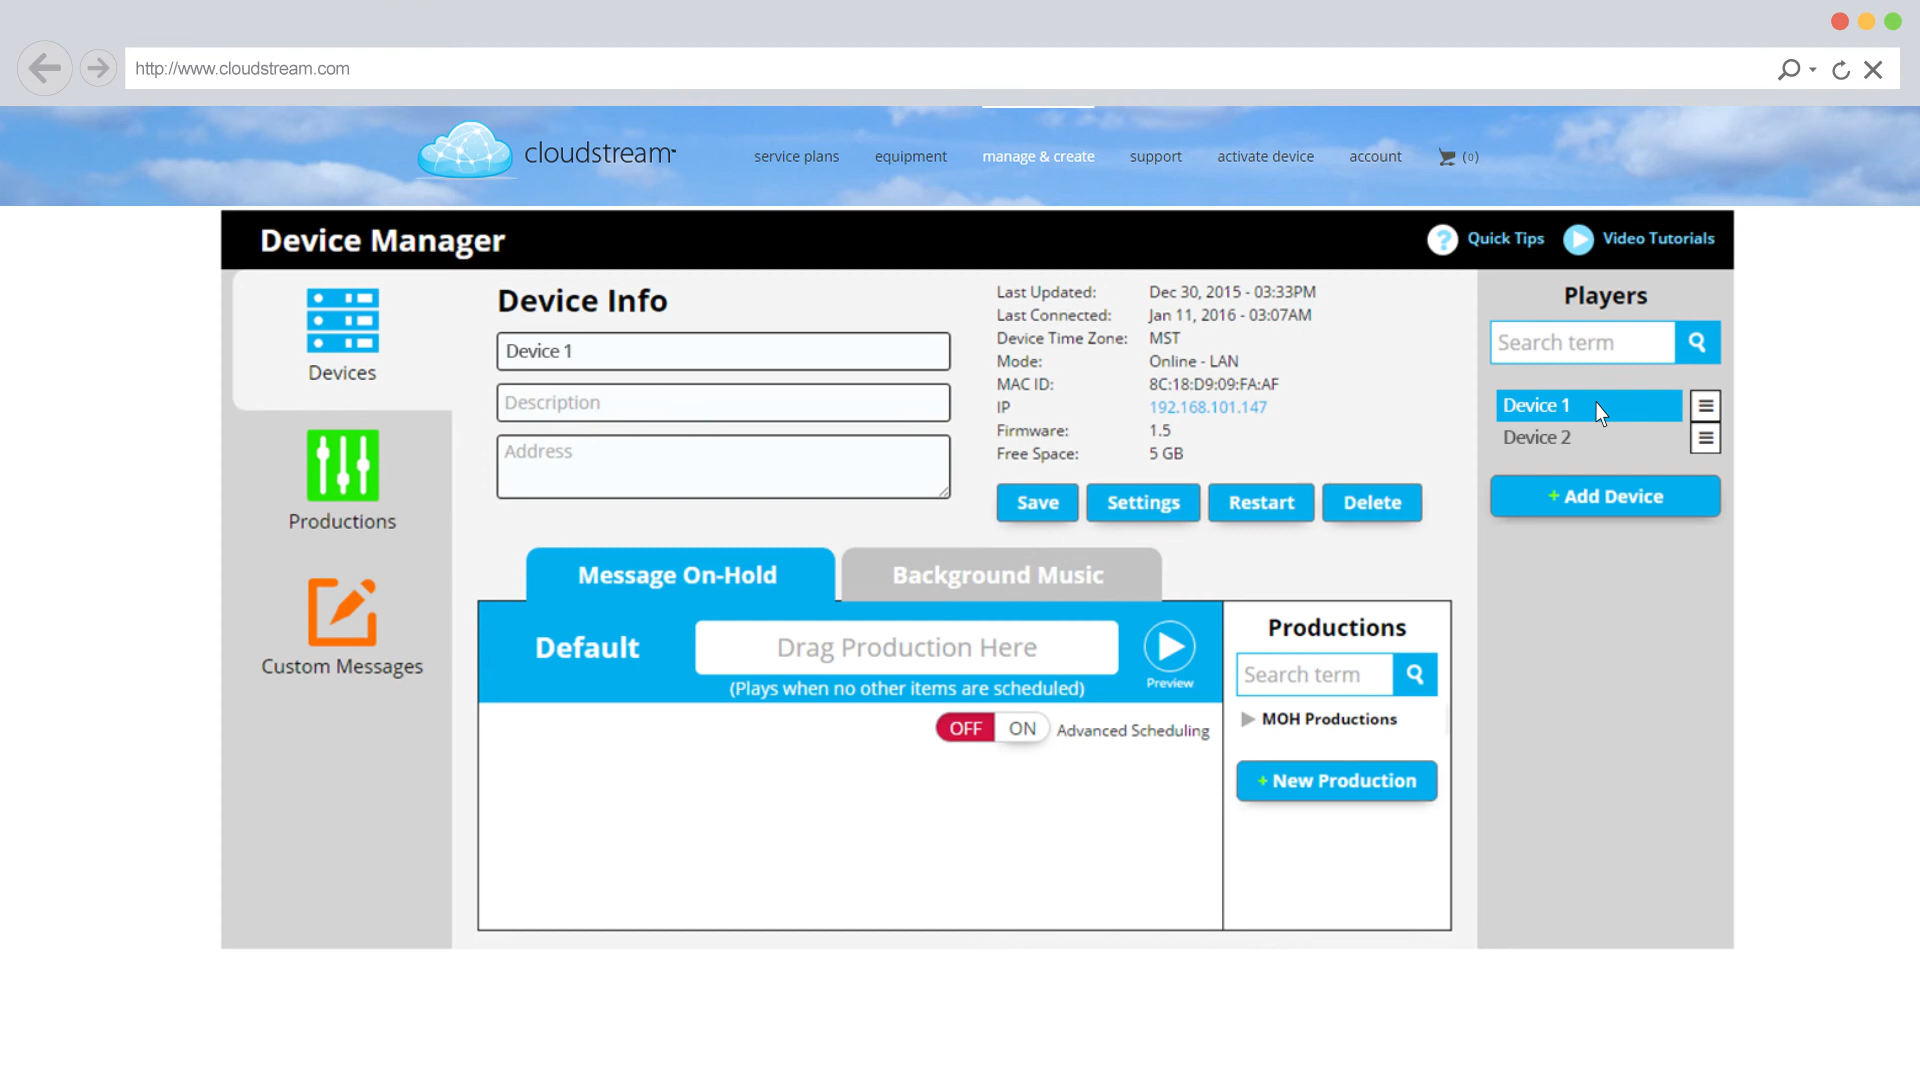 http://www.cloudstream.com
cloudstream™
service plans
equipment
manage & create
support
activate device
account
(0)
Device Manager
? Quick Tips
Video Tutorials
Devices
Productions
Custom Messages
Device Info
Device 1
Description
Address
Last Updated: Dec 30, 2015 - 03:33PM
Last Connected: Jan 11, 2016 - 03:07AM
Device Time Zone: MST
Mode: Online - LAN
MAC ID: 8C:18:D9:09:FA:AF
IP 192.168.101.147
Firmware: 1.5
Free Space: 5 GB
Save
Settings
Restart
Delete
Message On-Hold
Background Music
Default
Drag Production Here
(Plays when no other items are scheduled)
Preview
OFF ON Advanced Scheduling
Productions
Search term
MOH Productions
+ New Production
Players
Search term
Device 1
Device 2
+ Add Device